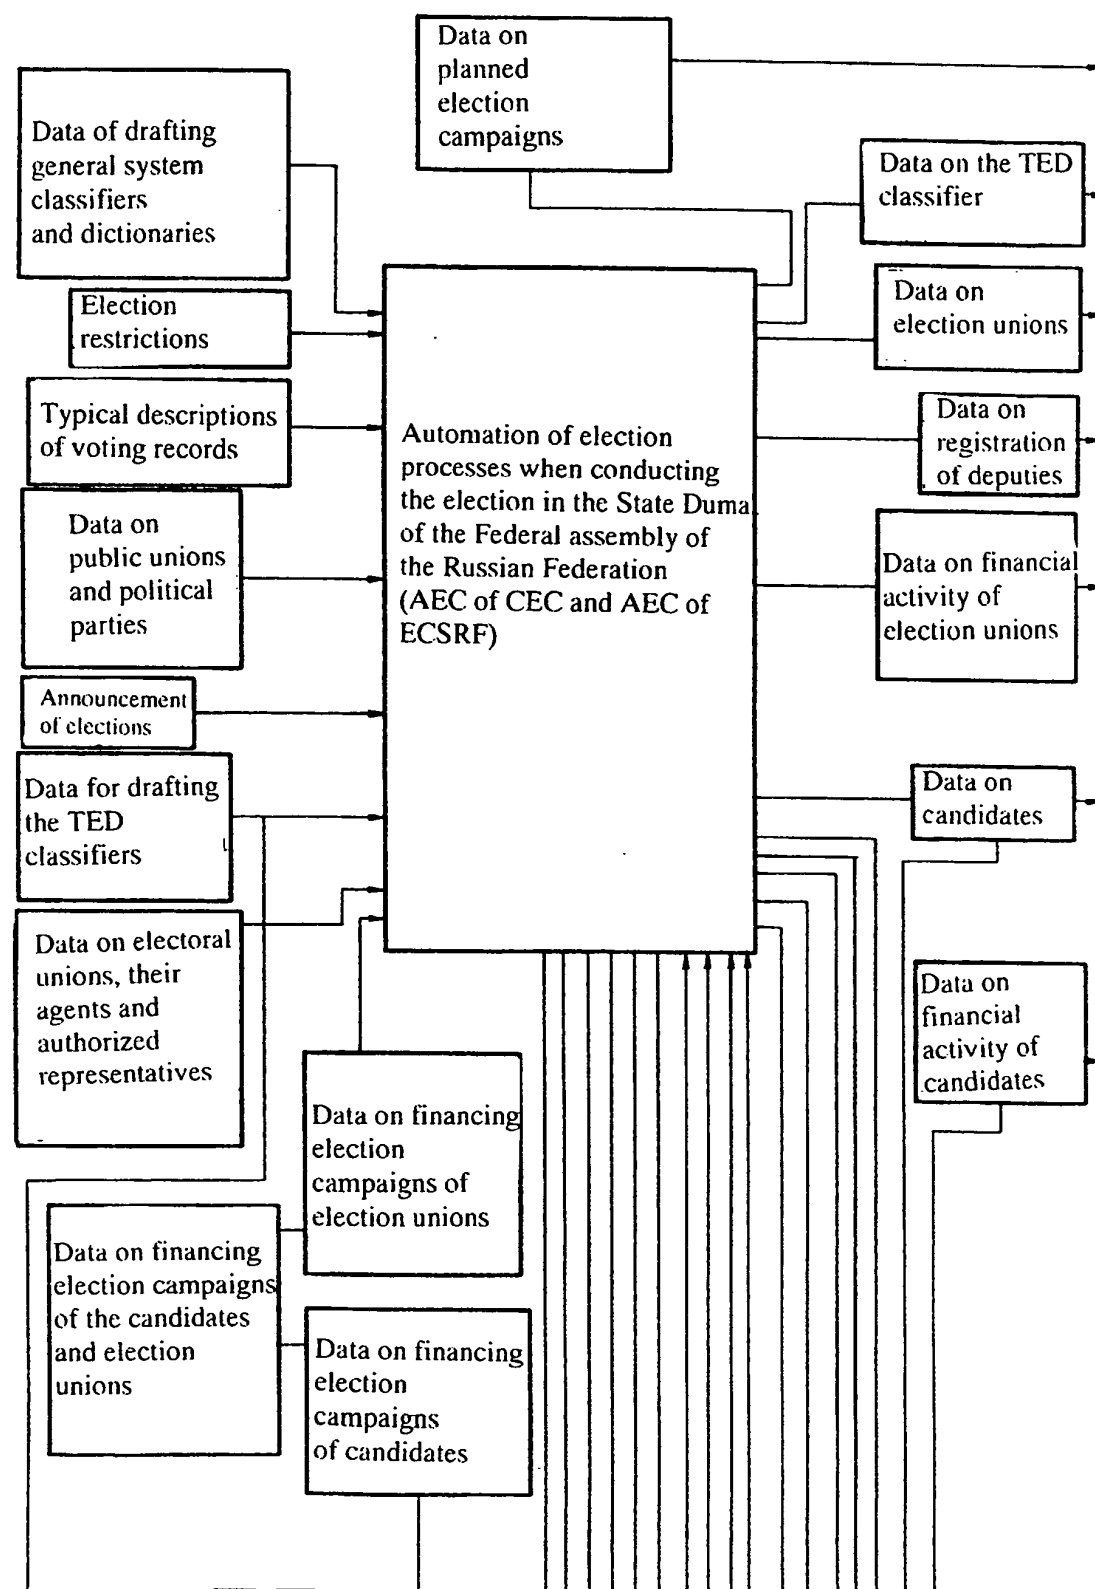 Data on
planned
election
campaigns
Data of drafting
general system
classifiers
and dictionaries
Data on the TED
classifier
Election
restrictions
Data on
election unions
Typical descriptions
of voting records
Data on
registration
of deputies
Automation of election
processes when conducting
the election in the State Duma
of the Federal assembly of
the Russian Federation
(AEC of CEC and AEC of
ECSRF)
Data on
public unions
and political
parties
Data on financial
activity of
election unions
Announcement
of elections
Data for drafting
the TED
classifiers
Data on
candidates
Data on electoral
unions, their
agents and
authorized
representatives
Data on
financial
activity of
candidates
Data on financing
election
campaigns of
election unions
Data on financing
election campaigns
of the candidates
and election
unions
Data on financing
election
campaigns
of candidates